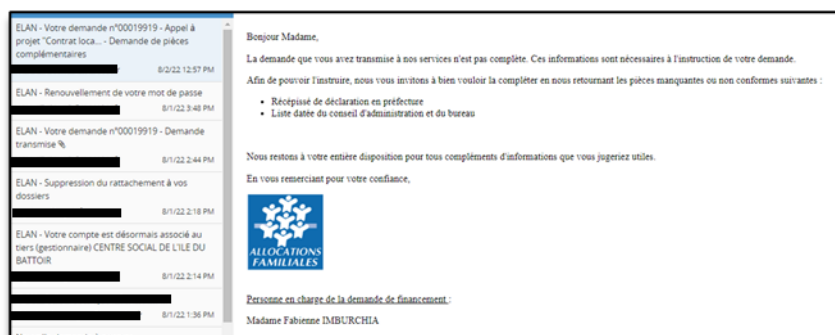 ELAN - Votre demande n°00019919 - Appel à
projet "Contrat loca... - Demande de pièces
complémentaires
8/2/22 12:57 PM
ELAN - Renouvellement de votre mot de passe
8/1/22 3:48 PM
ELAN - Votre demande n°00019919 - Demande
transmise
8/1/22 2:44 PM
ELAN - Suppression du rattachement à vos
dossiers
8/1/22 2:18 PM
ELAN - Votre compte est désormais associé au
tiers (gestionnaire) CENTRE SOCIAL DE L'ILE DU
BATTOIR
8/1/22 2:14 PM
8/1/22 1:36 PM
Bonjour Madame,
La demande que vous avez transmise à nos services n'est pas complète. Ces informations sont nécessaires à l'instruction de votre demande.
Afin de pouvoir l'instruire, nous vous invitons à bien vouloir la compléter en nous retournant les pièces manquantes ou non conformes suivantes :
• Récépissé de déclaration en préfecture
• Liste datée du conseil d'administration et du bureau
Nous restons à votre entière disposition pour tous compléments d'informations que vous jugeriez utiles.
En vous remerciant pour votre confiance,
ALLOCATIONS
FAMILIALES
Personne en charge de la demande de financement :
Madame Fabienne IMBURCHIA